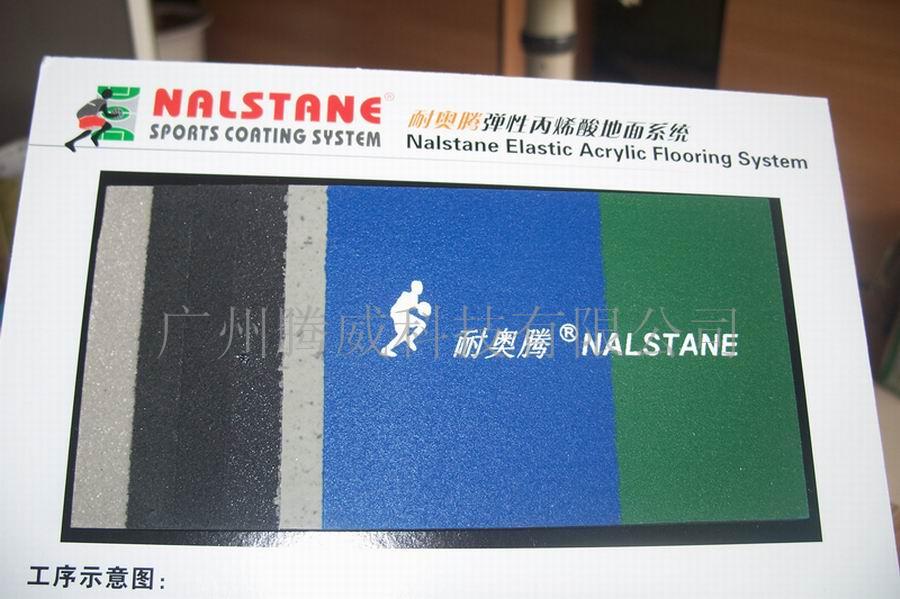 NALSTANE®
SPORTS COATING SYSTEM
耐奥腾弹性丙烯酸地面系统
Nalstane Elastic Acrylic Flooring System
广州腾威科技有限公司
耐奥腾® NALSTANE
工序示意图: